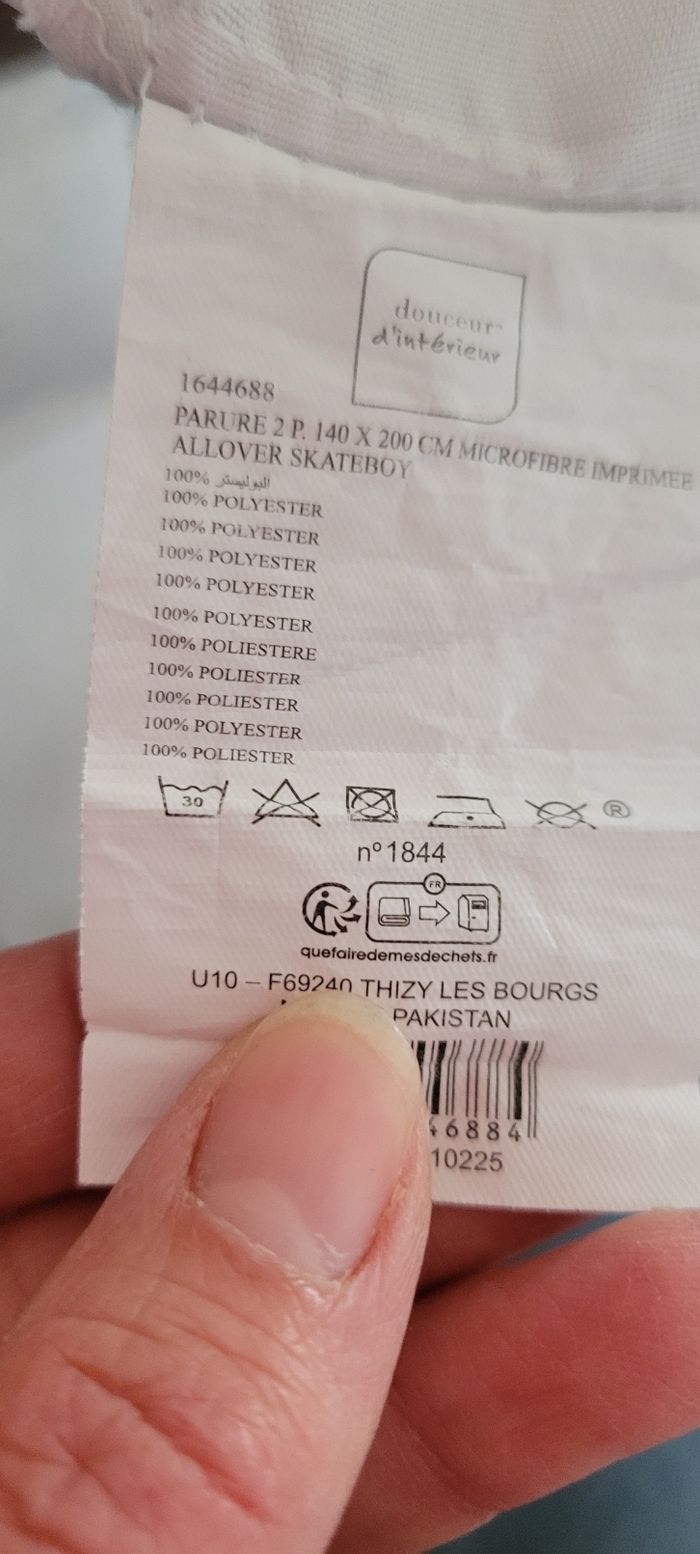 douceur
d'intérieur
1644688
PARURE 2 P. 140 X 200 CM MICROFIBRE IMPRIMEE
ALLOVER SKATEBOY
100% البوليستر
100% POLYESTER
100% POLYESTER
100% POLYESTER
100% POLYESTER
100% POLYESTER
100% POLIESTERE
100% POLIESTER
100% POLIESTER
100% POLYESTER
100% POLIESTER
30
®
n°1844
FR
quefairedemesdechets.fr
U10 – F69240 THIZY LES BOURGS
PAKISTAN
46884
10225